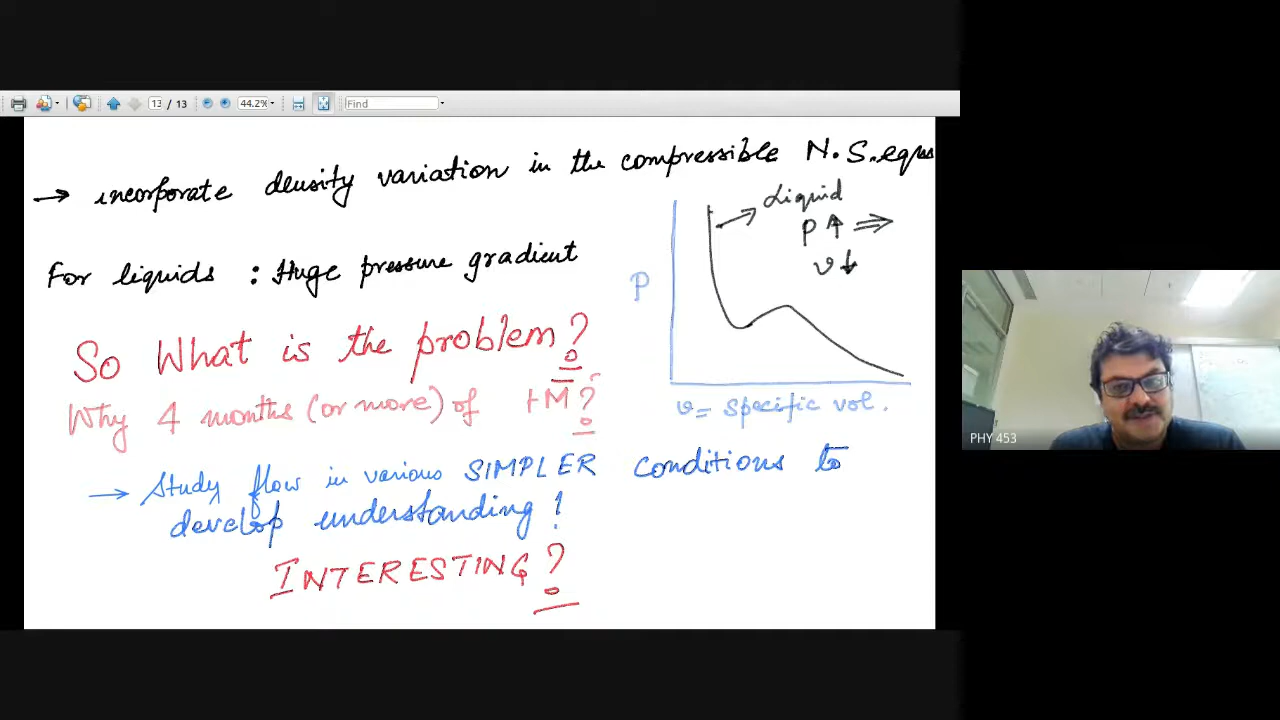 13 / 13 44.2% Find
→ incorporate density variation in the compressible N.S. eqns
Liquid
P↑ ⇒
v↓
For liquids : Huge pressure gradient
P
So What is the problem?
Why 4 months (or more) of FM?
v = specific vol.
→ Study flow in various SIMPLER conditions to
develop understanding!
INTERESTING?
PHY 453